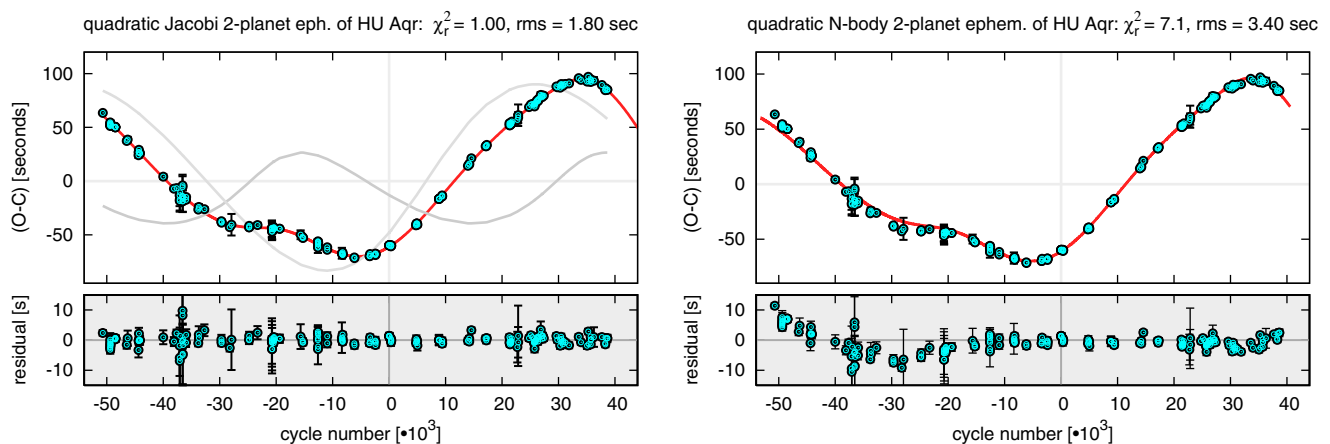 quadratic Jacobi 2-planet eph. of HU Aqr: χ²ᵣ = 1.00, rms = 1.80 sec
(O-C) [seconds]
100
50
0
-50
residual [s]
10
0
-10
-50 -40 -30 -20 -10 0 10 20 30 40
cycle number [•10³]
quadratic N-body 2-planet ephem. of HU Aqr: χ²ᵣ = 7.1, rms = 3.40 sec
(O-C) [seconds]
100
50
0
-50
residual [s]
10
0
-10
-50 -40 -30 -20 -10 0 10 20 30 40
cycle number [•10³]